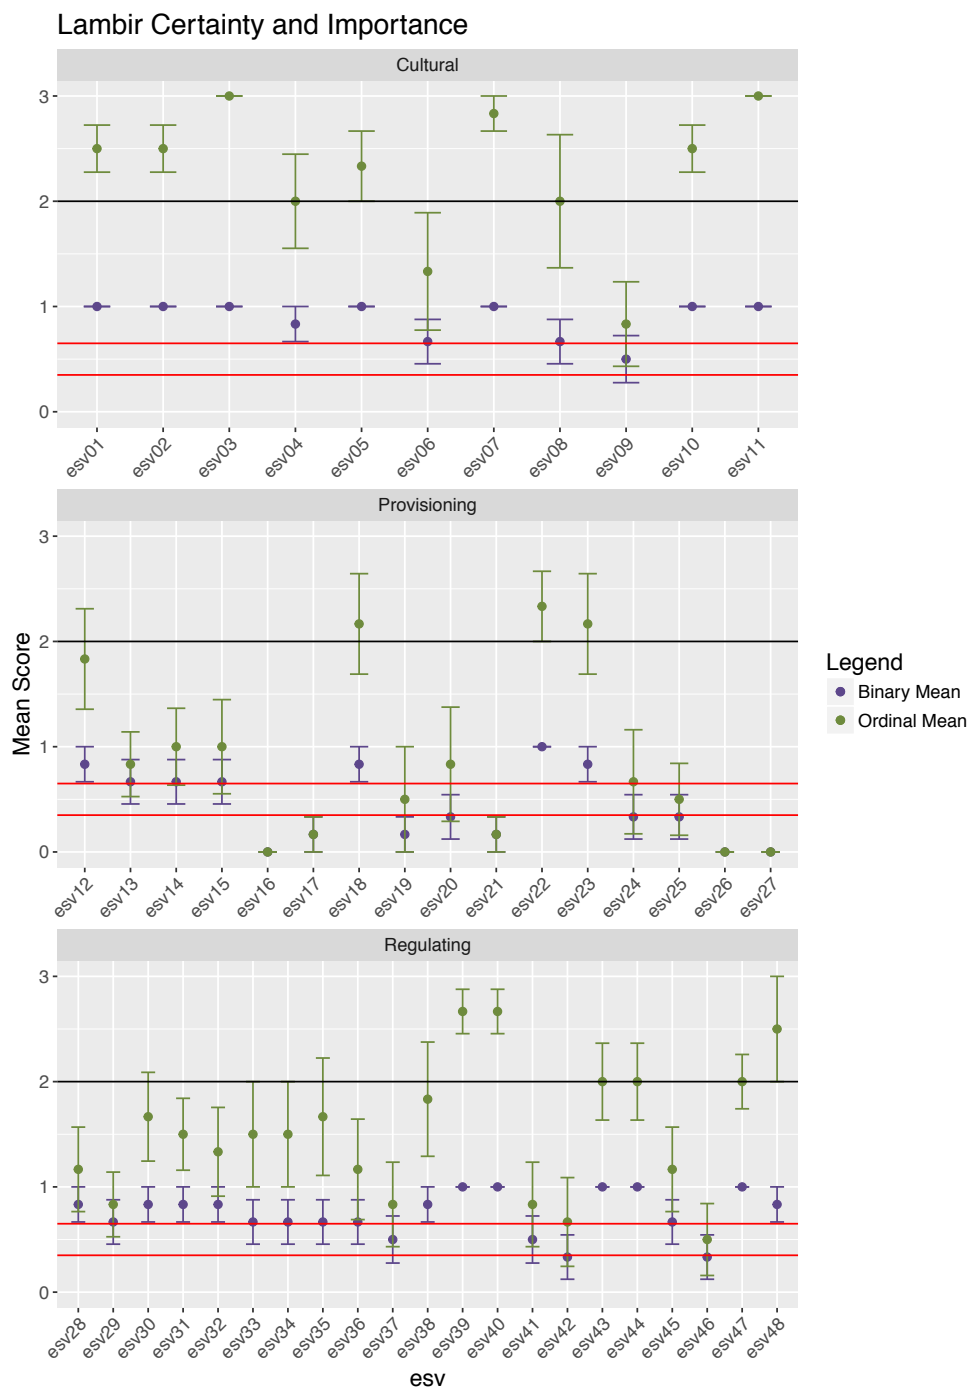 Lambir Certainty and Importance
Cultural
3
2
1
0
esv01 esv02 esv03 esv04 esv05 esv06 esv07 esv08 esv09 esv10 esv11
Provisioning
3
2
1
0
esv12 esv13 esv14 esv15 esv16 esv17 esv18 esv19 esv20 esv21 esv22 esv23 esv24 esv25 esv26 esv27
Regulating
3
2
1
0
esv28 esv29 esv30 esv31 esv32 esv33 esv34 esv35 esv36 esv37 esv38 esv39 esv40 esv41 esv42 esv43 esv44 esv45 esv46 esv47 esv48
esv
Mean Score
Legend
Binary Mean
Ordinal Mean